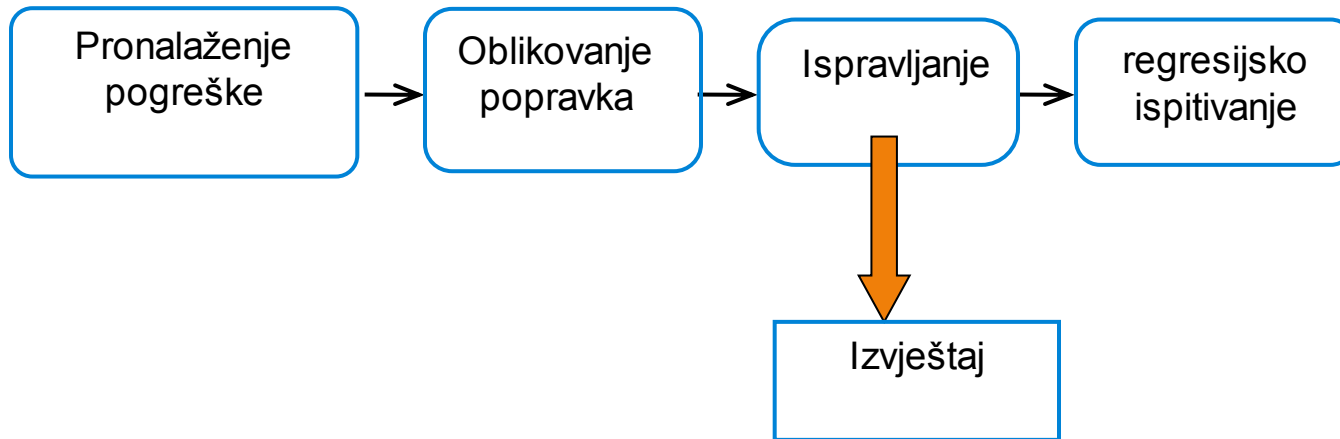 Pronalaženje
pogreške
Oblikovanje
popravka
Ispravljanje
regresijsko
ispitivanje
Izvještaj